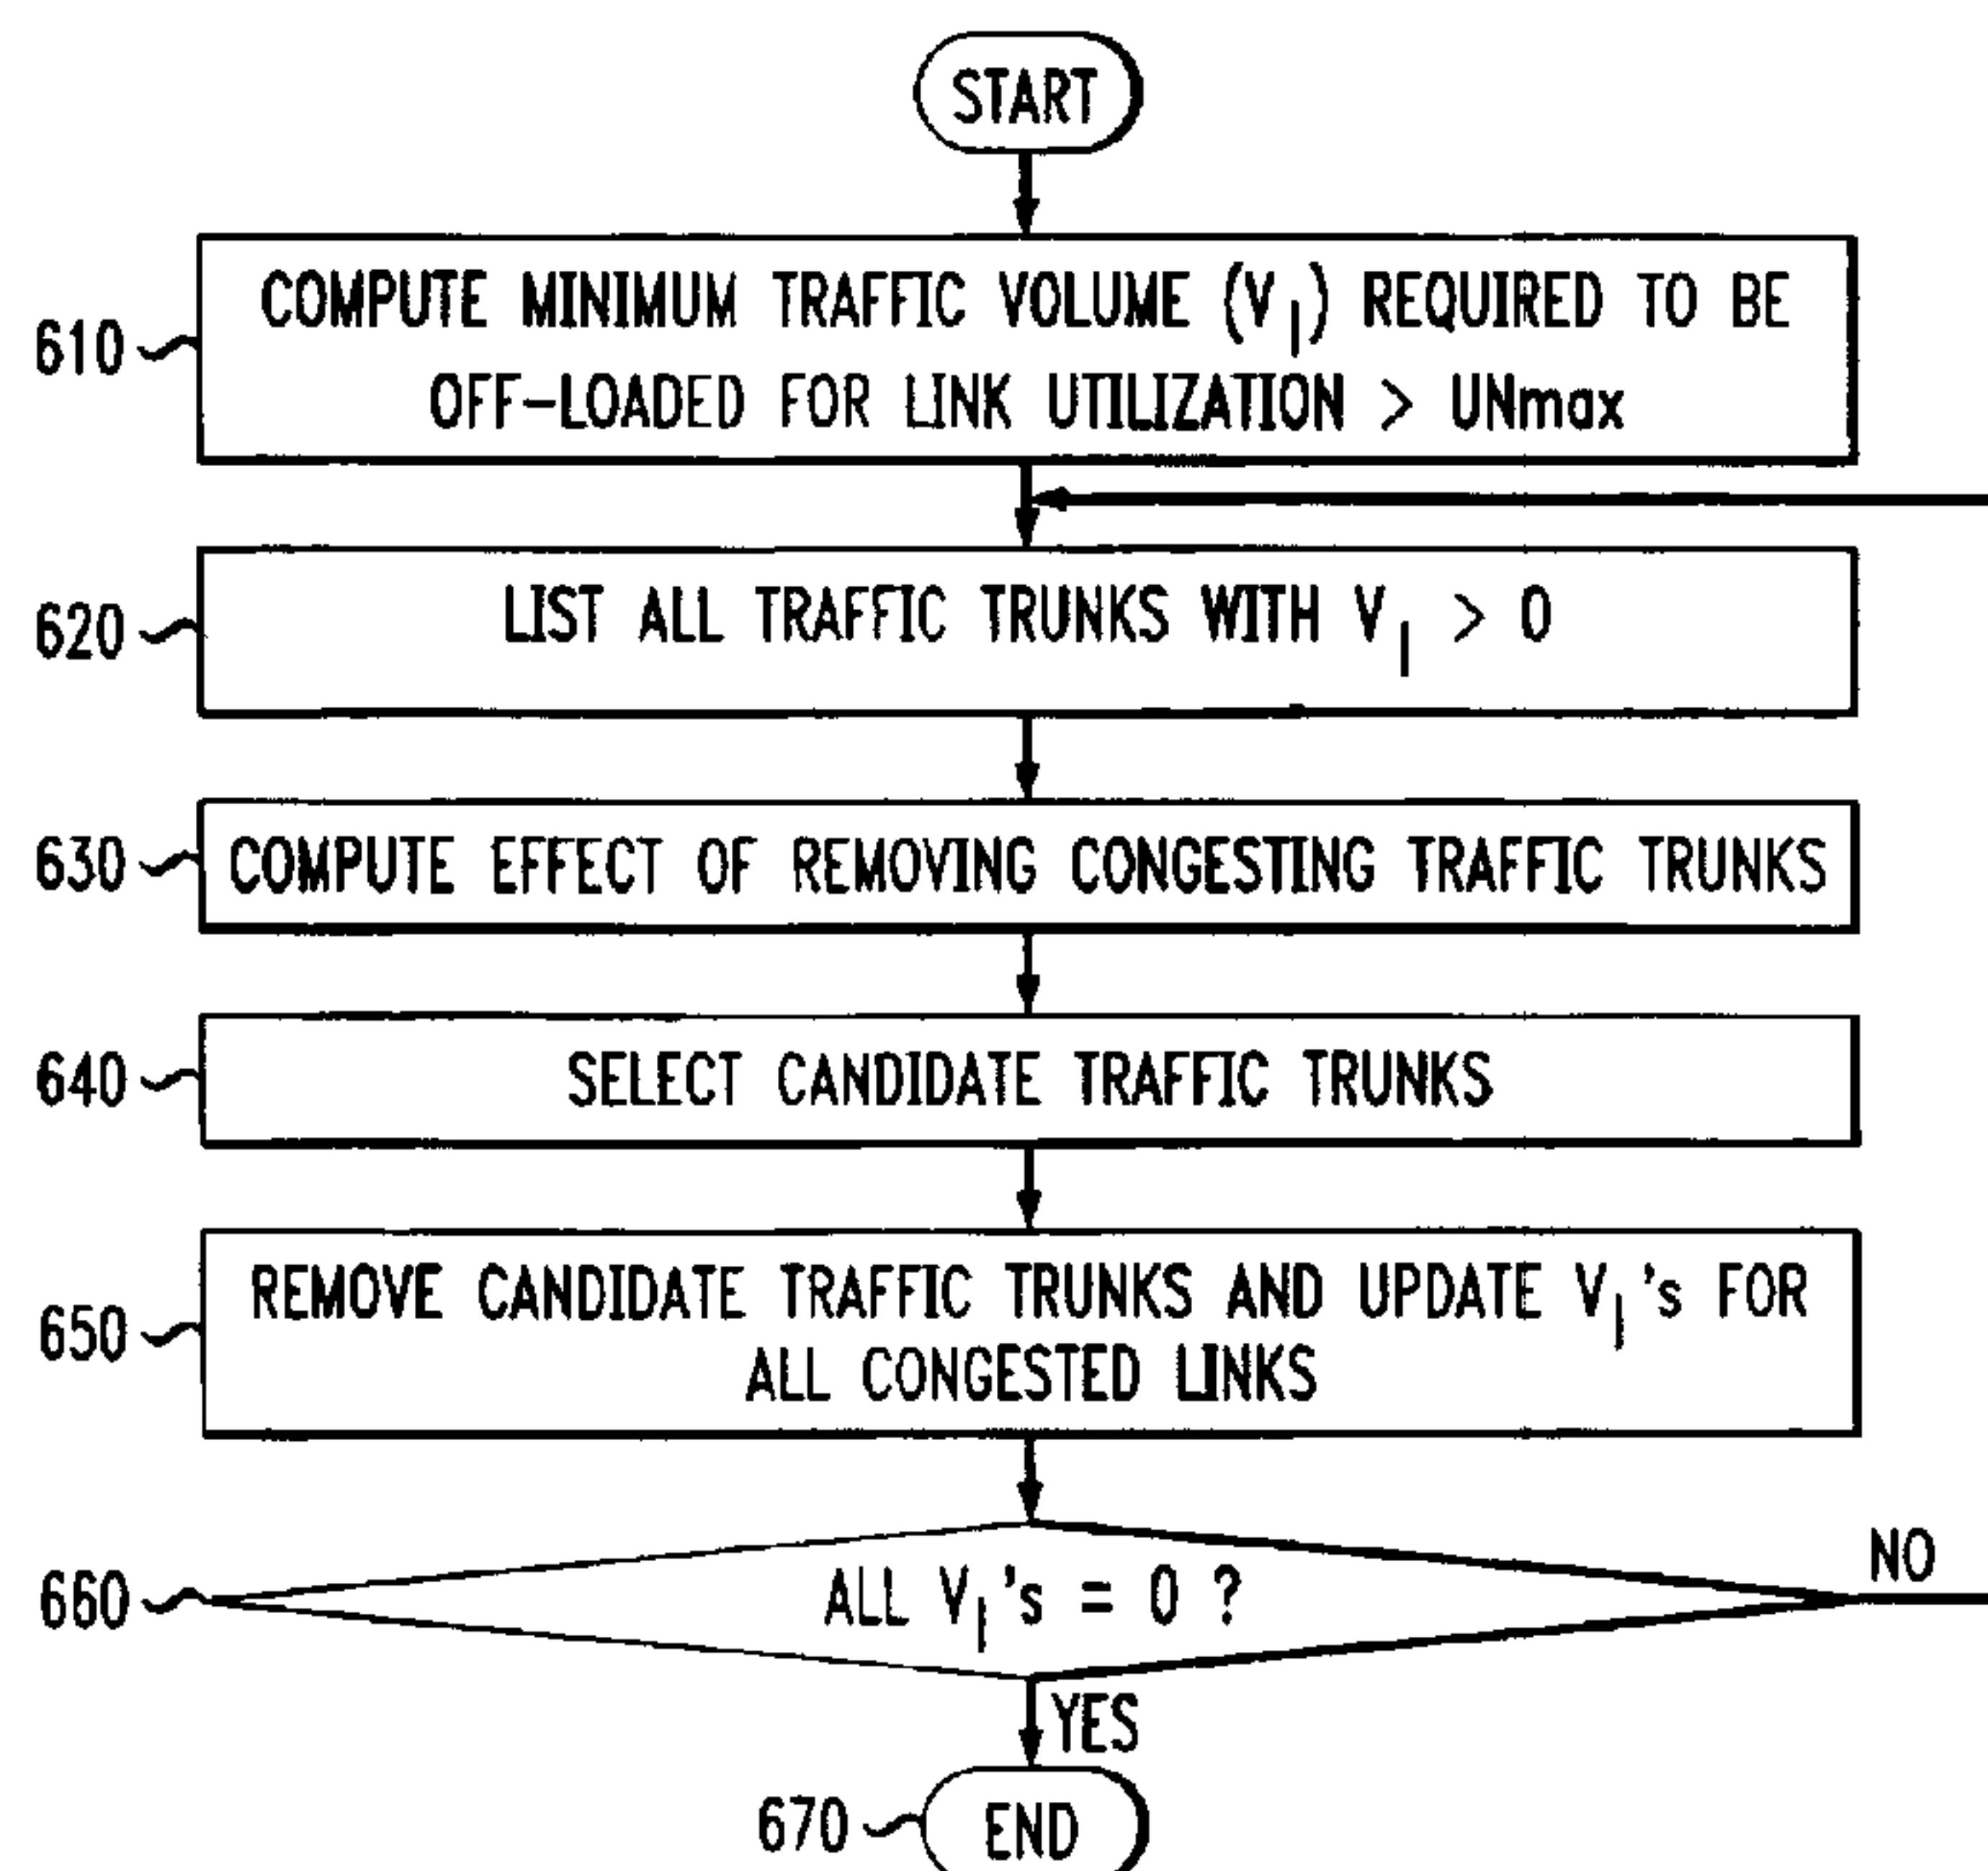 START
610
COMPUTE MINIMUM TRAFFIC VOLUME (V_l) REQUIRED TO BE
OFF-LOADED FOR LINK UTILIZATION > UNmax
620
LIST ALL TRAFFIC TRUNKS WITH V_l > 0
630
COMPUTE EFFECT OF REMOVING CONGESTING TRAFFIC TRUNKS
640
SELECT CANDIDATE TRAFFIC TRUNKS
650
REMOVE CANDIDATE TRAFFIC TRUNKS AND UPDATE V_l's FOR
ALL CONGESTED LINKS
660
ALL V_l's = 0 ?
NO
YES
670
END